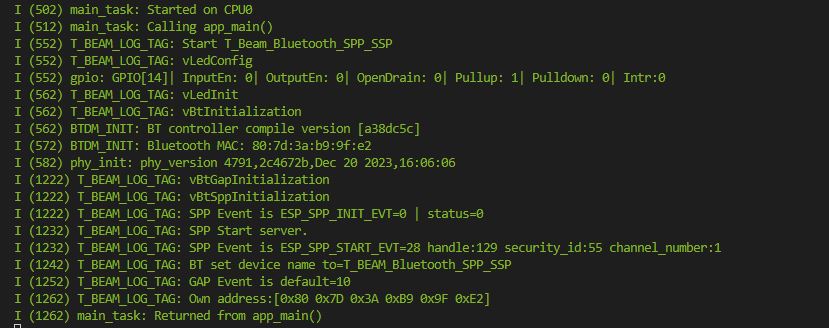 I (502) main_task: Started on CPU0
I (512) main_task: Calling app_main()
I (552) T_BEAM_LOG_TAG: Start T_Beam_Bluetooth_SPP_SSP
I (552) T_BEAM_LOG_TAG: vLedConfig
I (552) gpio: GPIO[14]| InputEn: 0| OutputEn: 0| OpenDrain: 0| Pullup: 1| Pulldown: 0| Intr:0
I (562) T_BEAM_LOG_TAG: vLedInit
I (562) T_BEAM_LOG_TAG: vBtInitialization
I (562) BTDM_INIT: BT controller compile version [a38dc5c]
I (572) BTDM_INIT: Bluetooth MAC: 80:7d:3a:b9:9f:e2
I (582) phy_init: phy_version 4791,2c4672b,Dec 20 2023,16:06:06
I (1222) T_BEAM_LOG_TAG: vBtGapInitialization
I (1222) T_BEAM_LOG_TAG: vBtSppInitialization
I (1222) T_BEAM_LOG_TAG: SPP Event is ESP_SPP_INIT_EVT=0 | status=0
I (1232) T_BEAM_LOG_TAG: SPP Start server.
I (1232) T_BEAM_LOG_TAG: SPP Event is ESP_SPP_START_EVT=28 handle:129 security_id:55 channel_number:1
I (1242) T_BEAM_LOG_TAG: BT set device name to=T_BEAM_Bluetooth_SPP_SSP
I (1252) T_BEAM_LOG_TAG: GAP Event is default=10
I (1262) T_BEAM_LOG_TAG: Own address:[0x80 0x7D 0x3A 0xB9 0x9F 0xE2]
I (1262) main_task: Returned from app_main()